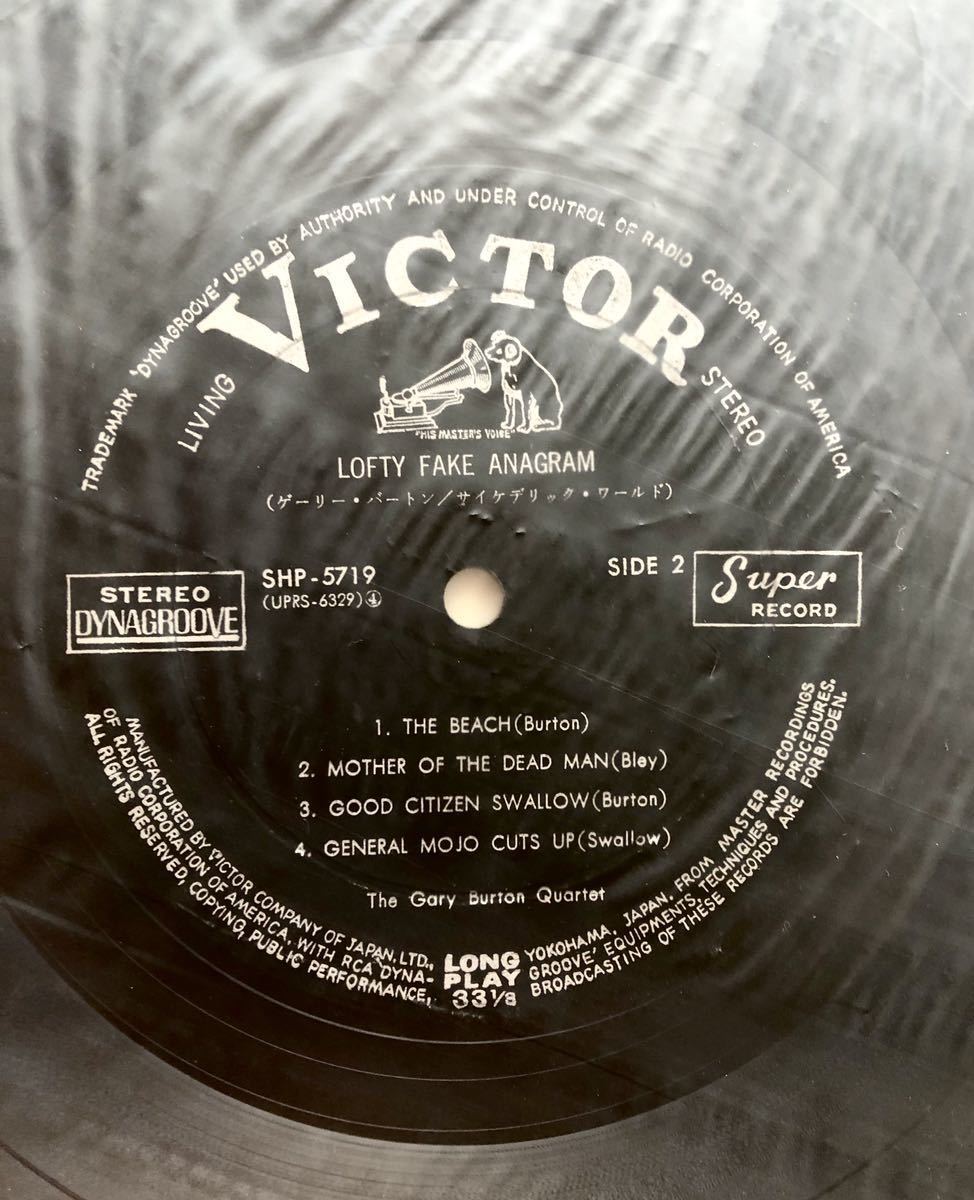 TRADEMARK 'DYNAGROOVE' USED BY AUTHORITY AND UNDER CONTROL OF RADIO CORPORATION OF AMERICA
LIVING VICTOR STEREO
"HIS MASTER'S VOICE"
LOFTY FAKE ANAGRAM
(ゲーリー・バートン/サイケデリック・ワールド)
STEREO
DYNAGROOVE
SHP-5719
(UPRS-6329)④
SIDE 2
Super
RECORD
1. THE BEACH(Burton)
2. MOTHER OF THE DEAD MAN(Bley)
3. GOOD CITIZEN SWALLOW(Burton)
4. GENERAL MOJO CUTS UP(Swallow)
The Gary Burton Quartet
MANUFACTURED BY VICTOR COMPANY OF JAPAN, LTD., YOKOHAMA, JAPAN, FROM MASTER RECORDINGS
OF RADIO CORPORATION OF AMERICA, WITH RCA 'DYNA-GROOVE' EQUIPMENTS, TECHNIQUES AND PROCEDURES.
ALL RIGHTS RESERVED, COPYING, PUBLIC PERFORMANCE, BROADCASTING OF THESE RECORDS ARE FORBIDDEN.
LONG
PLAY
33⅓